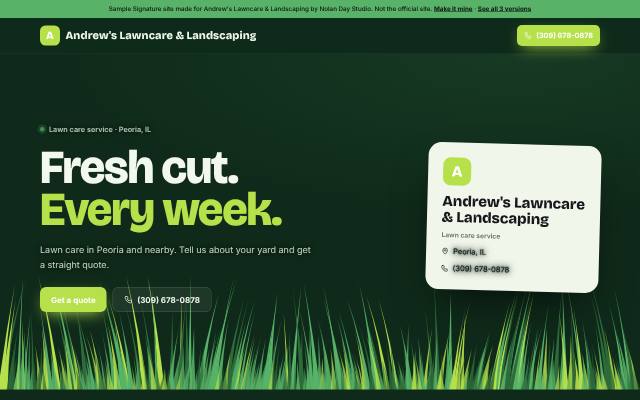 Sample Signature site made for Andrew's Lawncare & Landscaping by Nolan Day Studio. Not the official site. Make it mine · See all 3 versions
A Andrew's Lawncare & Landscaping
(309) 678-0878
Lawn care service · Peoria, IL
Fresh cut.
Every week.
Lawn care in Peoria and nearby. Tell us about your yard and get
a straight quote.
Get a quote
(309) 678-0878
A
Andrew's Lawncare
& Landscaping
Lawn care service
Peoria, IL
(309) 678-0878